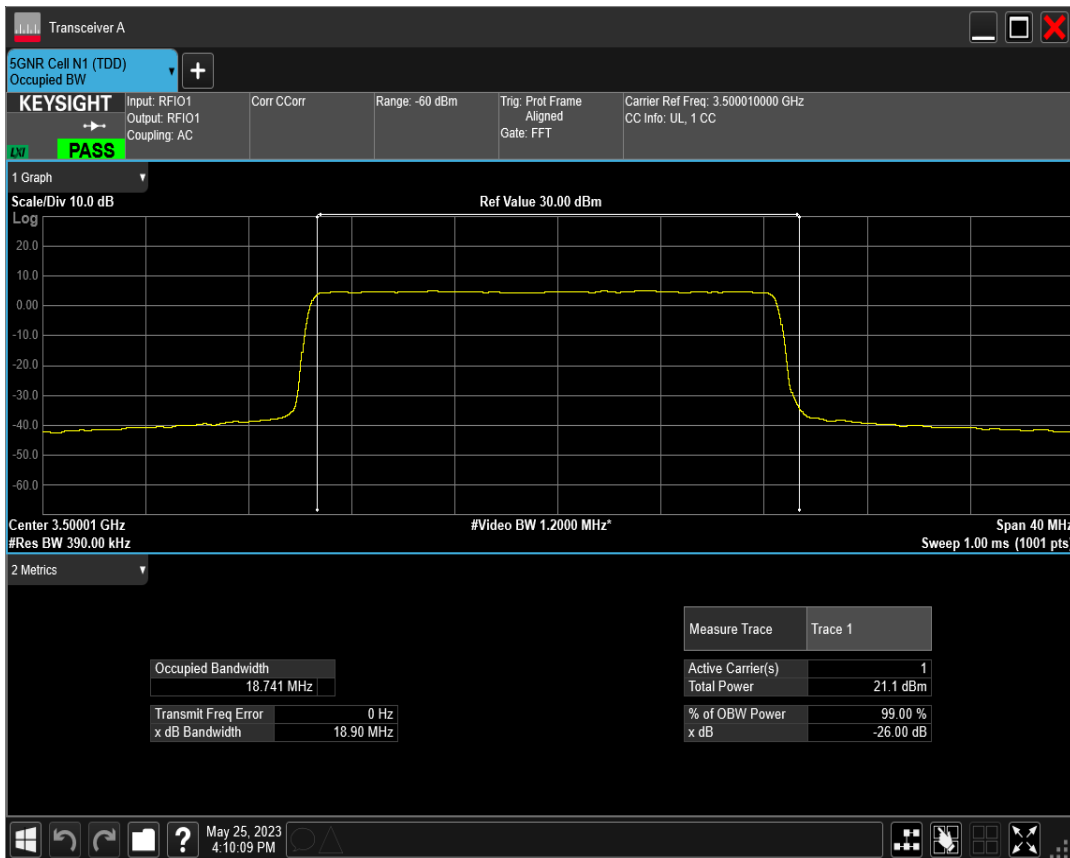 Transceiver A
5GNR Cell N1 (TDD)
Occupied BW
+
KEYSIGHT
LXI
PASS
Input: RFIO1
Output: RFIO1
Coupling: AC
Corr CCorr
Range: -60 dBm
Trig: Prot Frame
Aligned
Gate: FFT
Carrier Ref Freq: 3.500010000 GHz
CC Info: UL, 1 CC
1 Graph
Scale/Div 10.0 dB
Ref Value 30.00 dBm
Log
20.0
10.0
0.00
-10.0
-20.0
-30.0
-40.0
-50.0
-60.0
Center 3.50001 GHz
#Video BW 1.2000 MHz*
Span 40 MHz
#Res BW 390.00 kHz
Sweep 1.00 ms (1001 pts)
2 Metrics
Measure Trace Trace 1
Occupied Bandwidth
18.741 MHz
Active Carrier(s) 1
Total Power 21.1 dBm
Transmit Freq Error 0 Hz
x dB Bandwidth 18.90 MHz
% of OBW Power 99.00 %
x dB -26.00 dB
?
May 25, 2023
4:10:09 PM